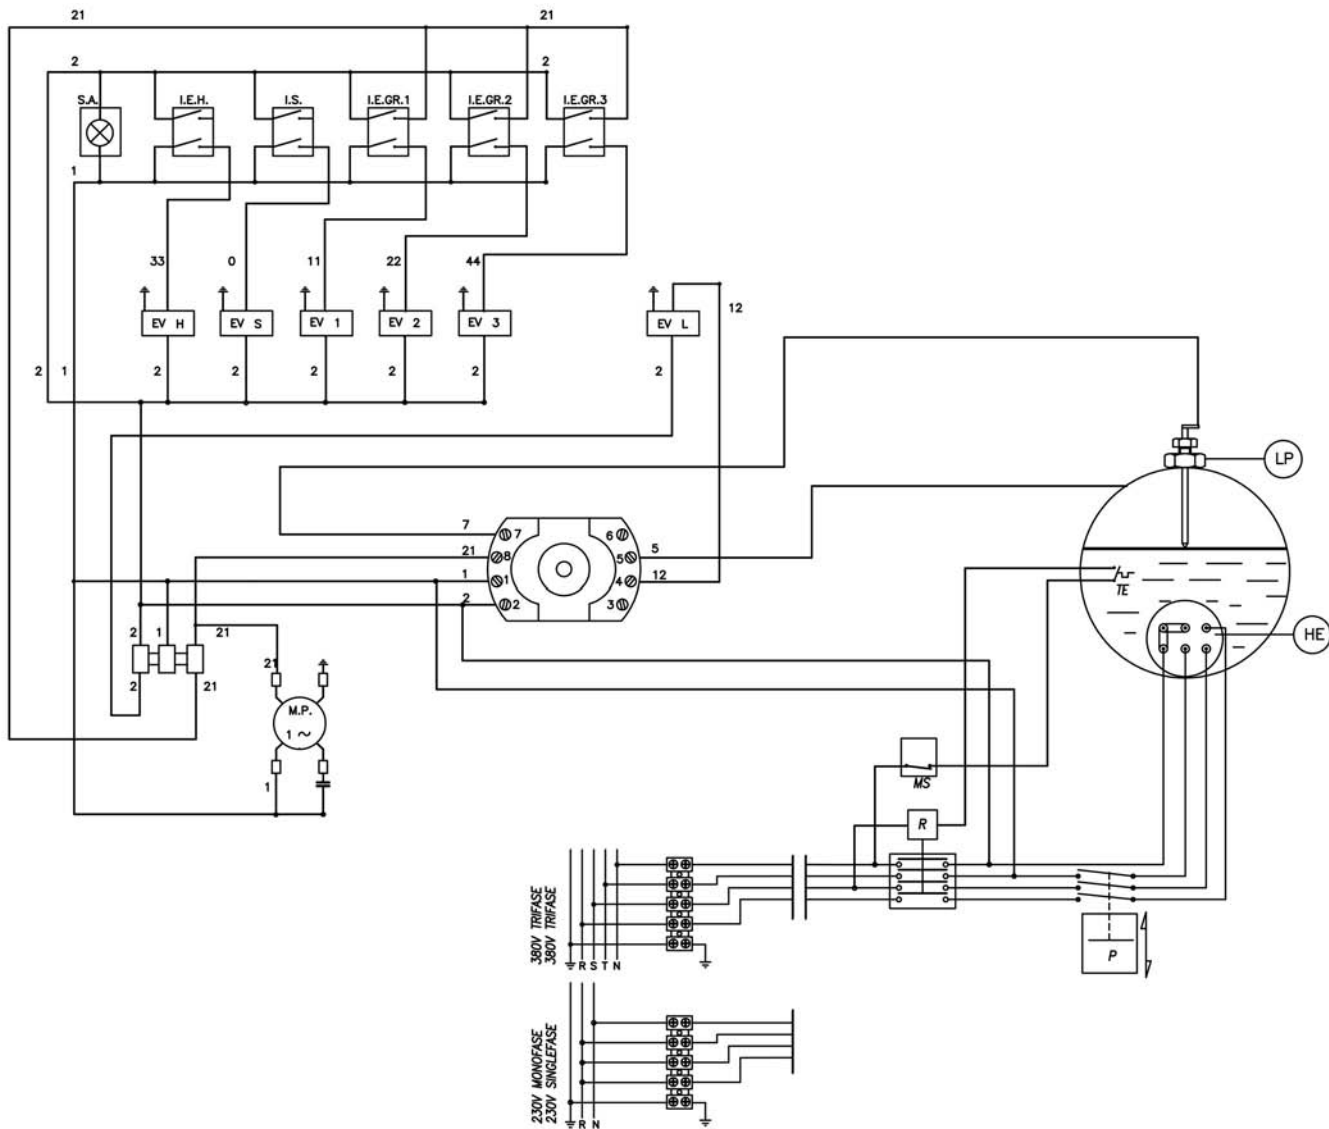 21 21
2 2
S.A. I.E.H. I.S. I.E.GR.1 I.E.GR.2 I.E.GR.3
1
33 0 11 22 44
12
EV H EV S EV 1 EV 2 EV 3 EV L
2 1 2 2 2 2 2 2
LP
7 7 6
21 8 5 5
1 1 4 12
2 2 3
TE
2 1 21
HE
21
2 21
M.P.
1 ~
MS
1
R
380V TRIFASE
380V TRIFASE
P
R S T N
230V MONOFASE
230V SINGLEFASE
R N